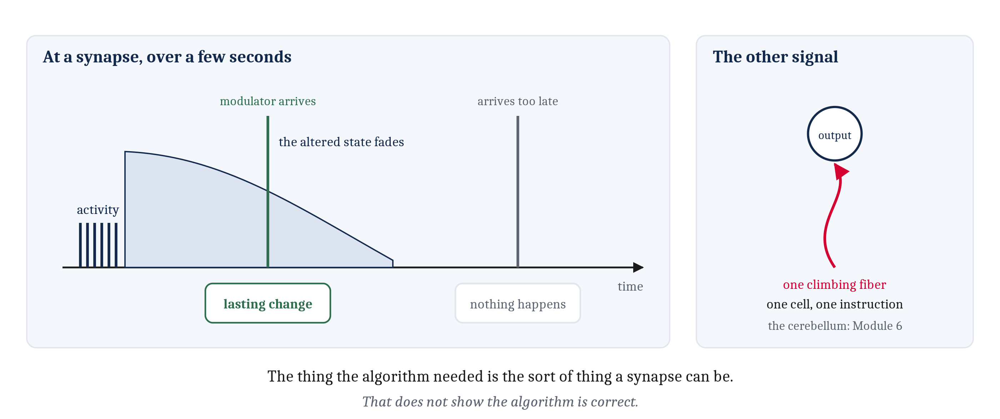 At a synapse, over a few seconds
modulator arrives
arrives too late
the altered state fades
activity
time
lasting change
nothing happens
The other signal
output
one climbing fiber
one cell, one instruction
the cerebellum: Module 6
The thing the algorithm needed is the sort of thing a synapse can be.
That does not show the algorithm is correct.